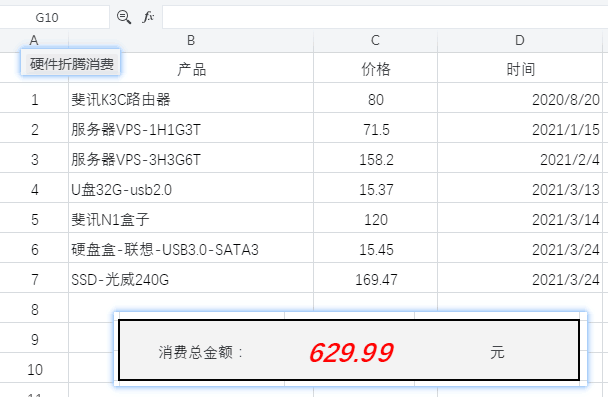 G10 fx
A B C D
硬件折腾消费 产品 价格 时间
1 斐讯K3C路由器 80 2020/8/20
2 服务器VPS-1H1G3T 71.5 2021/1/15
3 服务器VPS-3H3G6T 158.2 2021/2/4
4 U盘32G-usb2.0 15.37 2021/3/13
5 斐讯N1盒子 120 2021/3/14
6 硬盘盒-联想-USB3.0-SATA3 15.45 2021/3/24
7 SSD-光威240G 169.47 2021/3/24
8
9
消费总金额： 629.99 元
10